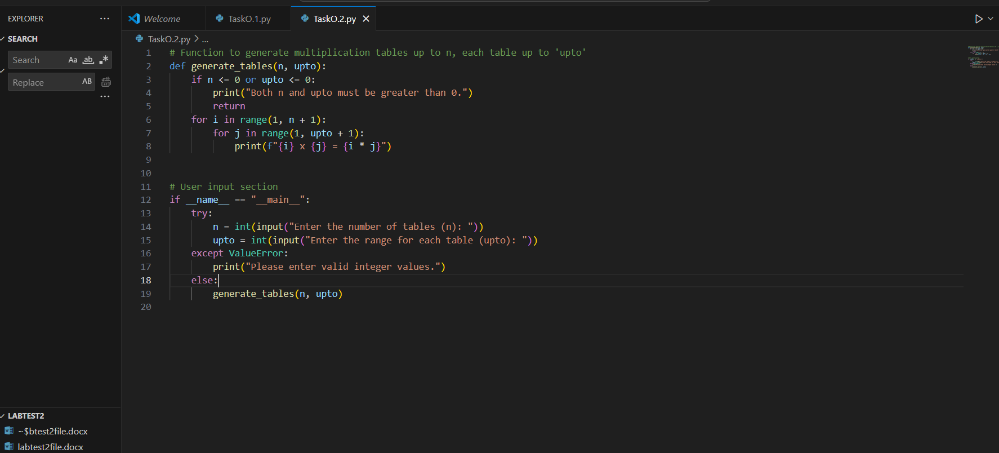 EXPLORER
SEARCH
Search
Aa ab .*
Replace
AB
LABTEST2
~$btest2file.docx
labtest2file.docx
Welcome
TaskO.1.py
TaskO.2.py
TaskO.2.py > ...
1 # Function to generate multiplication tables up to n, each table up to 'upto'
2 def generate_tables(n, upto):
3     if n <= 0 or upto <= 0:
4         print("Both n and upto must be greater than 0.")
5         return
6     for i in range(1, n + 1):
7         for j in range(1, upto + 1):
8             print(f"{i} x {j} = {i * j}")
9
10
11 # User input section
12 if __name__ == "__main__":
13     try:
14         n = int(input("Enter the number of tables (n): "))
15         upto = int(input("Enter the range for each table (upto): "))
16     except ValueError:
17         print("Please enter valid integer values.")
18     else:
19         generate_tables(n, upto)
20